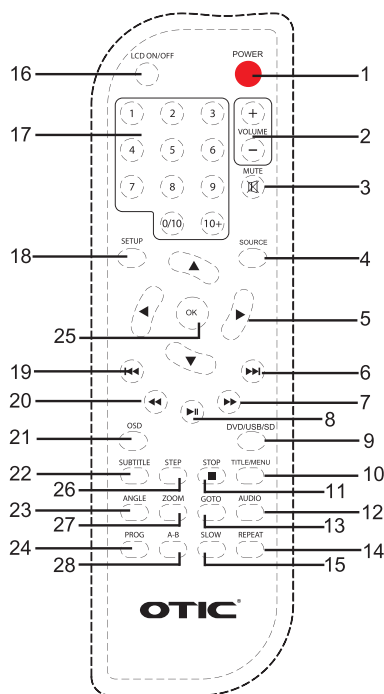 LCD ON/OFF POWER
16 1
17 1 2 3 + 2
VOLUME
4 5 6 −
MUTE
7 8 9 3
0/10 10+
18 SETUP SOURCE 4
OK 5
25
19 6
20 7
8
21 OSD DVD/USB/SD 9
22 SUBTITLE STEP STOP TITLE/MENU 10
26 11
23 ANGLE ZOOM GOTO AUDIO 12
27 13
24 PROG A-B SLOW REPEAT 14
28 15
OTIC®